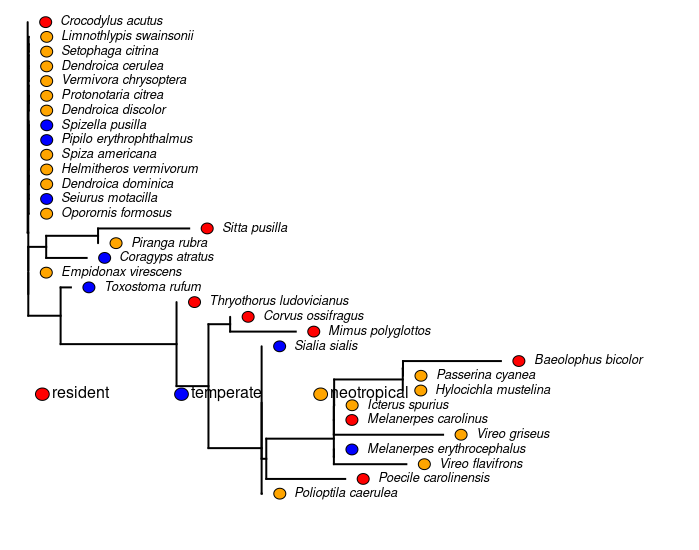 Crocodylus acutus
Limnothlypis swainsonii
Setophaga citrina
Dendroica cerulea
Vermivora chrysoptera
Protonotaria citrea
Dendroica discolor
Spizella pusilla
Pipilo erythrophthalmus
Spiza americana
Helmitheros vermivorum
Dendroica dominica
Seiurus motacilla
Oporornis formosus
Sitta pusilla
Piranga rubra
Coragyps atratus
Empidonax virescens
Toxostoma rufum
Thryothorus ludovicianus
Corvus ossifragus
Mimus polyglottos
Sialia sialis
Baeolophus bicolor
Passerina cyanea
Hylocichla mustelina
resident temperate neotropical
Icterus spurius
Melanerpes carolinus
Vireo griseus
Melanerpes erythrocephalus
Vireo flavifrons
Poecile carolinensis
Polioptila caerulea